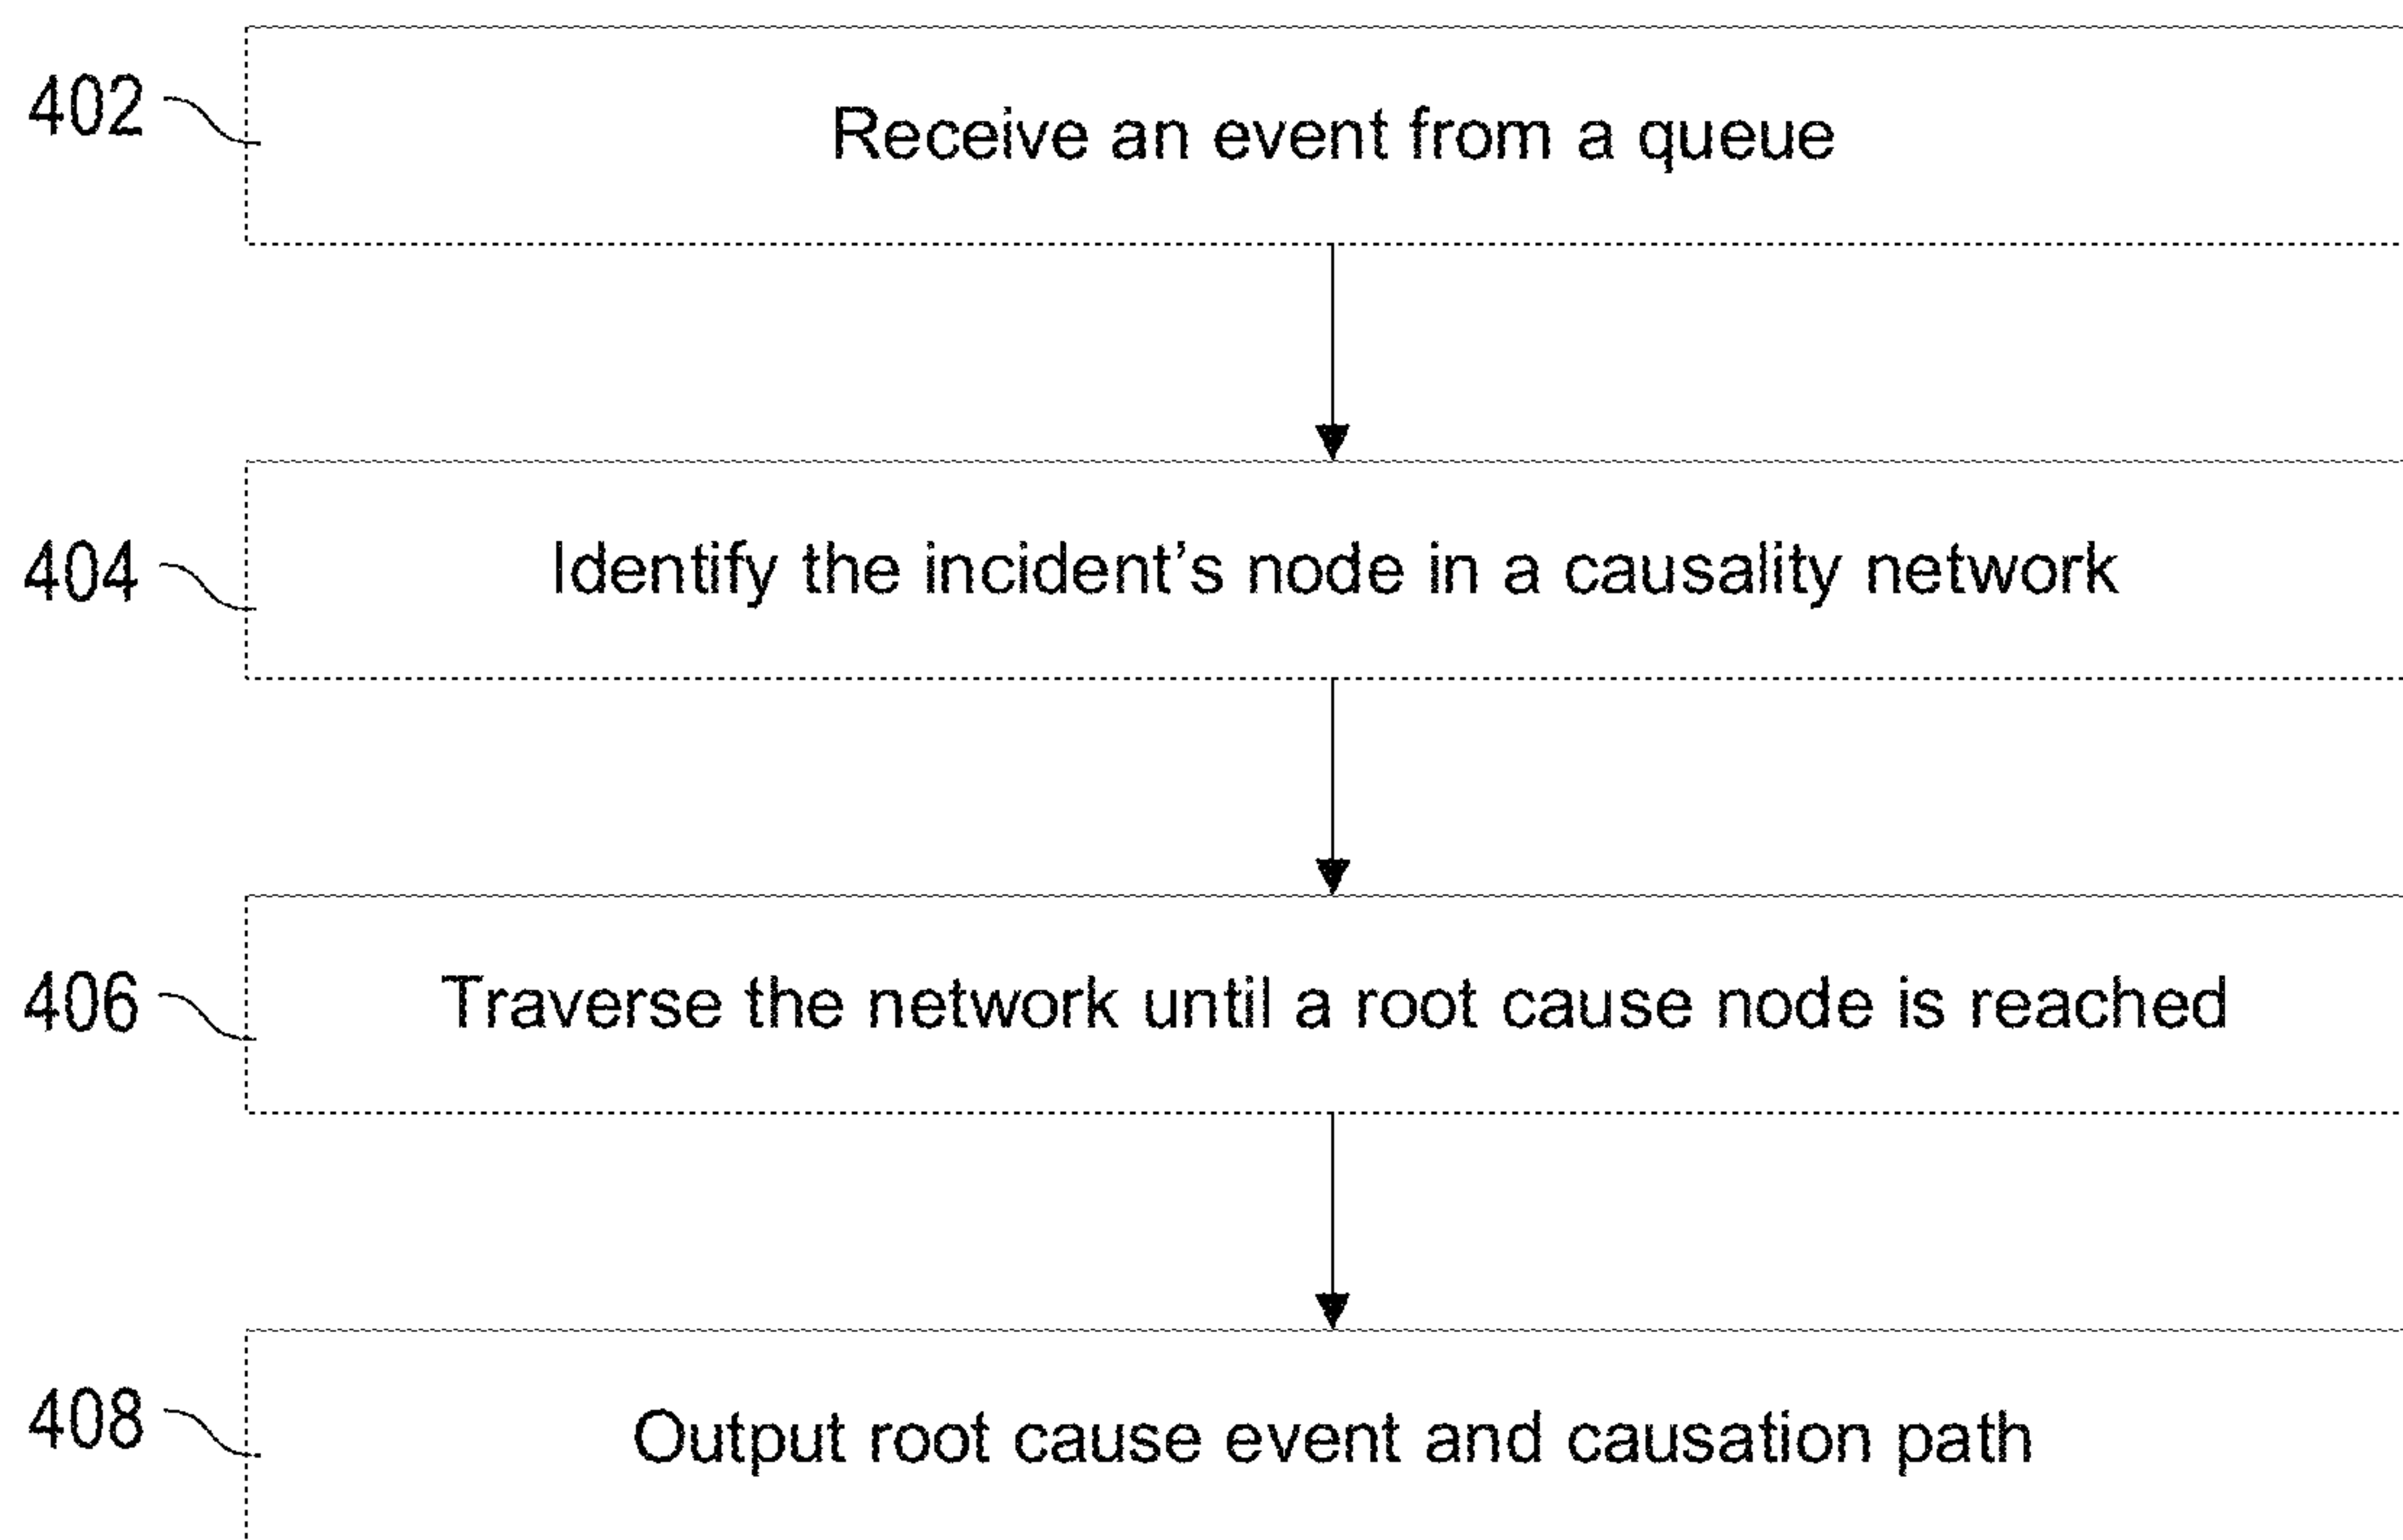 402
Receive an event from a queue
404
Identify the incident’s node in a causality network
406
Traverse the network until a root cause node is reached
408
Output root cause event and causation path